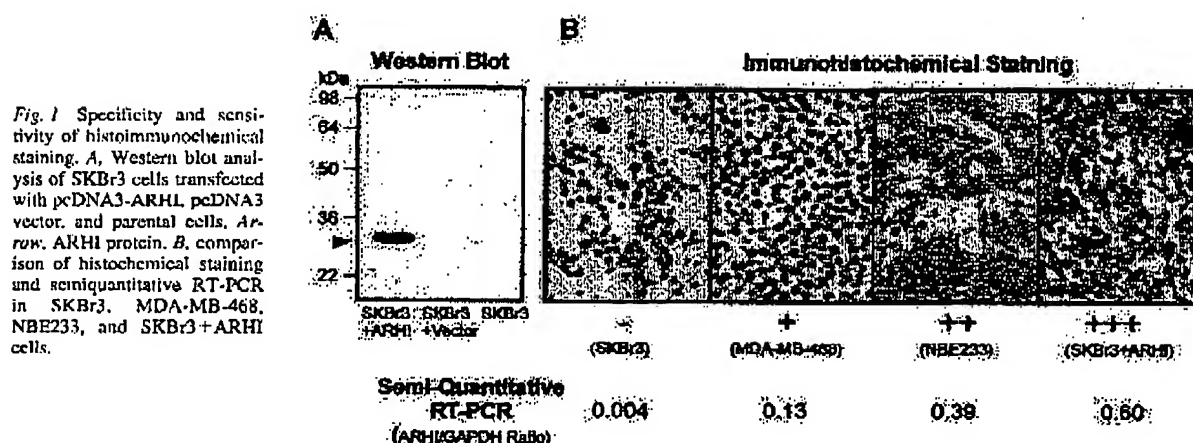 Fig. 1 Specificity and sensi-
tivity of histoimmunochemical
staining. A, Western blot anal-
ysis of SKBr3 cells transfected
with pcDNA3-ARHI, pcDNA3
vector, and parental cells. Ar-
row, ARHI protein. B, compar-
ison of histochemical staining
and semiquantitative RT-PCR
in SKBr3, MDA-MB-468,
NBE233, and SKBr3+ARHI
cells.
A
Western Blot
kDa
98
64
50
36
22
SKBr3 SKBr3 SKBr3
+ARHI +Vector
B
Immunohistochemical Staining
- + ++ +++
(SKBr3) (MDA-MB-468) (NBE233) (SKBr3+ARHI)
Semi-Quantitative
RT-PCR 0.004 0.13 0.39 0.60
(ARHI/GAPDH Ratio)